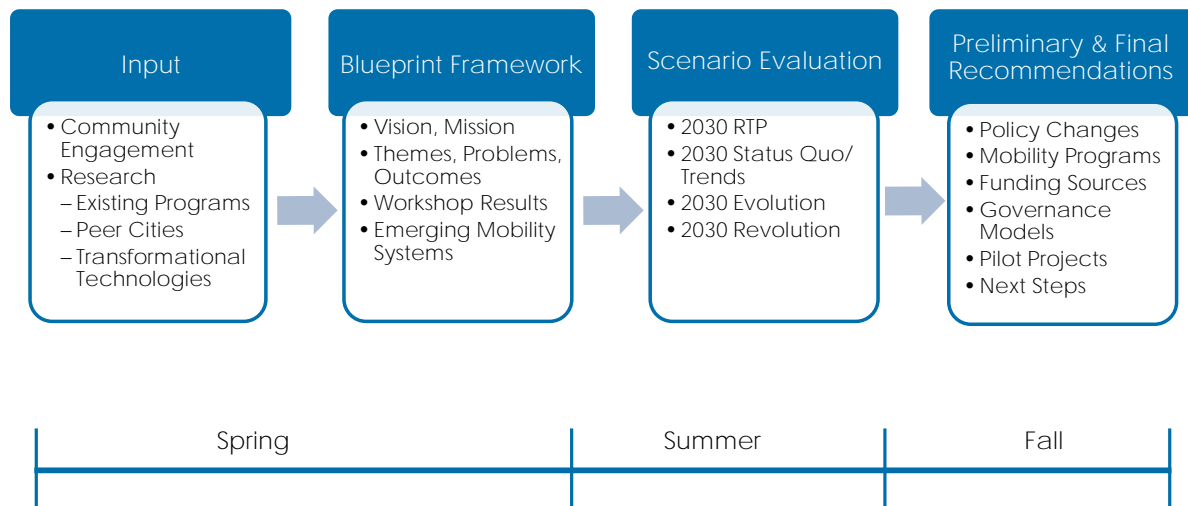 Input
• Community
Engagement
• Research
– Existing Programs
– Peer Cities
– Transformational
Technologies
Blueprint Framework
• Vision, Mission
• Themes, Problems,
Outcomes
• Workshop Results
• Emerging Mobility
Systems
Scenario Evaluation
• 2030 RTP
• 2030 Status Quo/
Trends
• 2030 Evolution
• 2030 Revolution
Preliminary & Final
Recommendations
• Policy Changes
• Mobility Programs
• Funding Sources
• Governance
Models
• Pilot Projects
• Next Steps
Spring
Summer
Fall